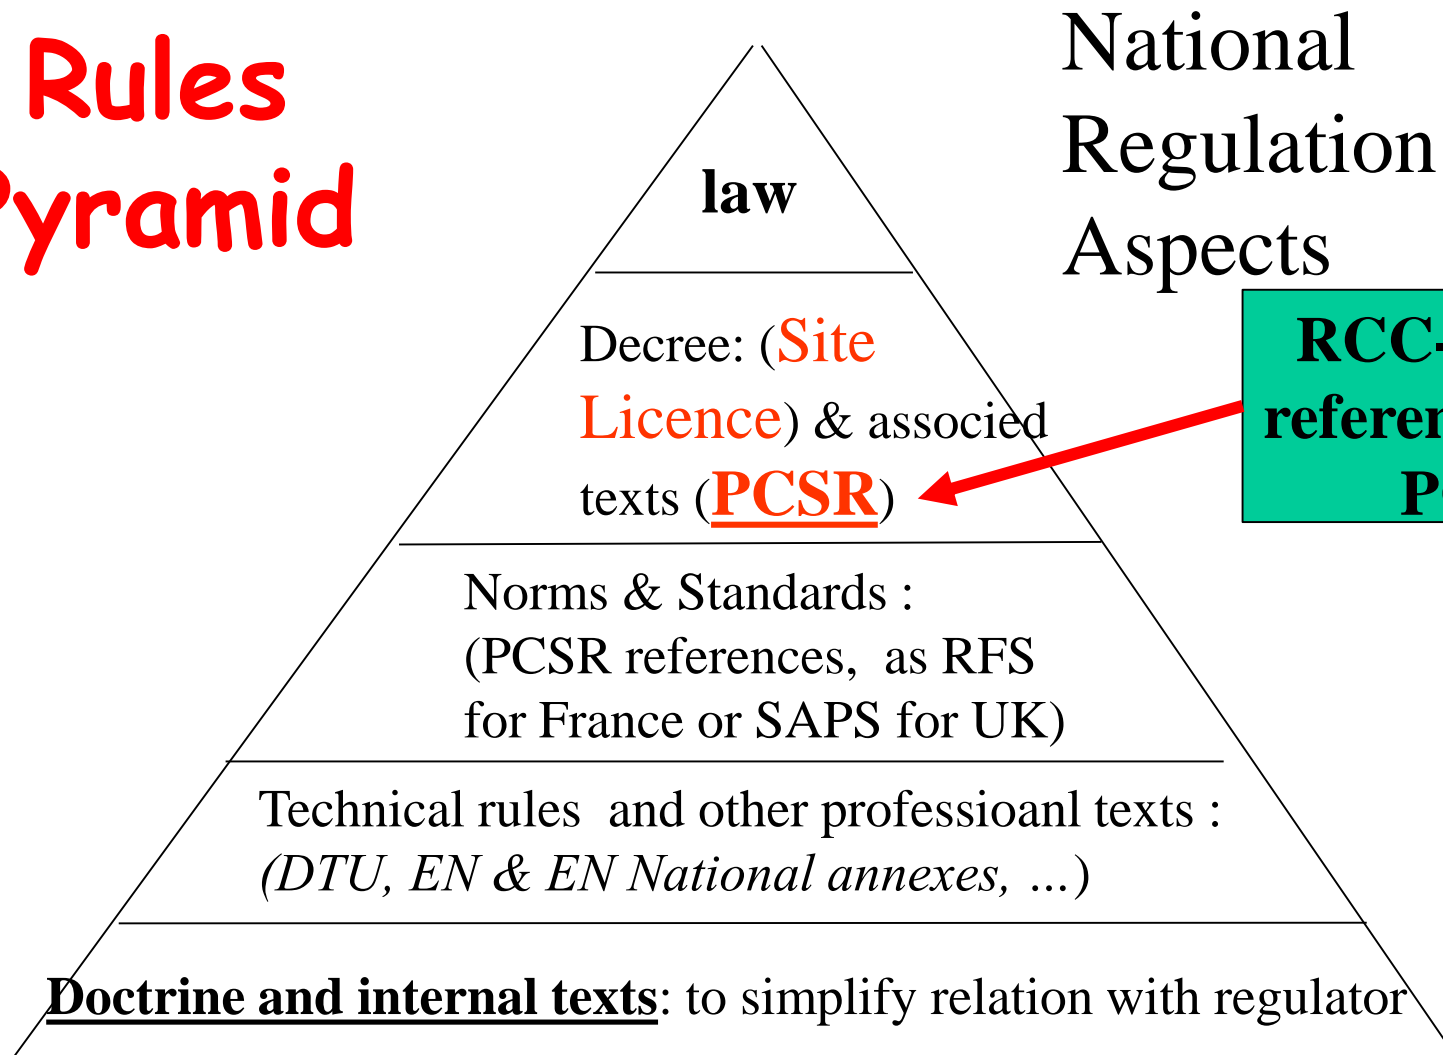 Rules
Pyramid
National
Regulation
Aspects
law
Decree: (Site
Licence) & associed
texts (PCSR)
RCC-
Norms & Standards :
(PCSR references, as RFS
for France or SAPS for UK)
Technical rules and other professioanl texts :
(DTU, EN & EN National annexes, ...)
Doctrine and internal texts: to simplify relation with regulator